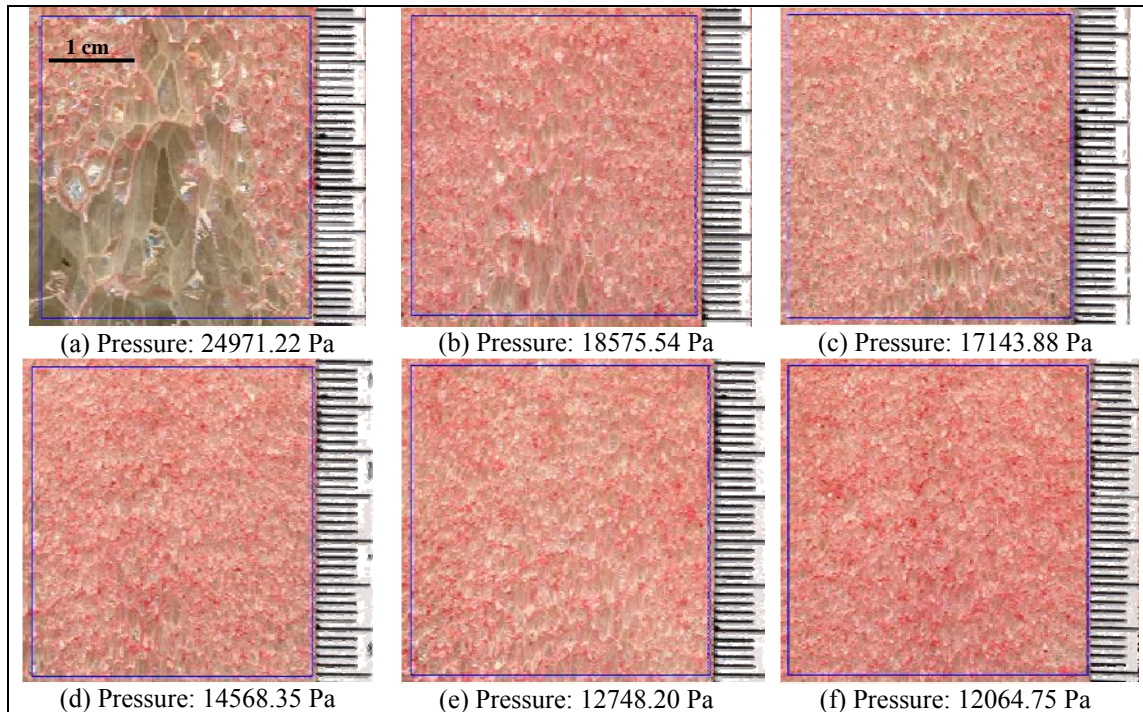 1 cm
(a) Pressure: 24971.22 Pa
(b) Pressure: 18575.54 Pa
(c) Pressure: 17143.88 Pa
(d) Pressure: 14568.35 Pa
(e) Pressure: 12748.20 Pa
(f) Pressure: 12064.75 Pa